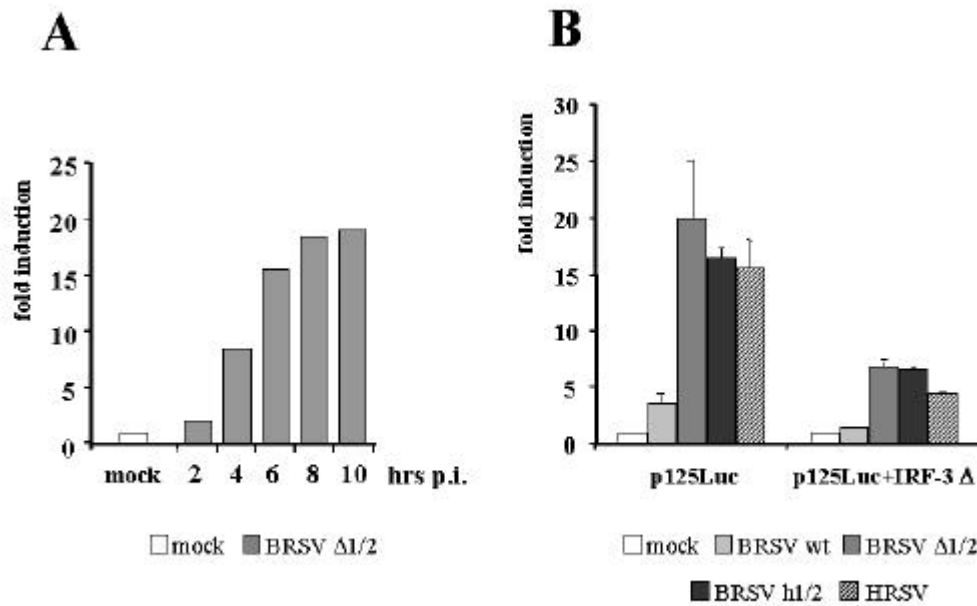 A
fold induction
25
20
15
10
5
0
mock 2 4 6 8 10 hrs p.i.
mock BRSV Δ1/2
B
fold induction
30
25
20
15
10
5
0
p125Luc p125Luc+IRF-3 Δ
mock BRSV wt BRSV Δ1/2
BRSV h1/2 HRSV